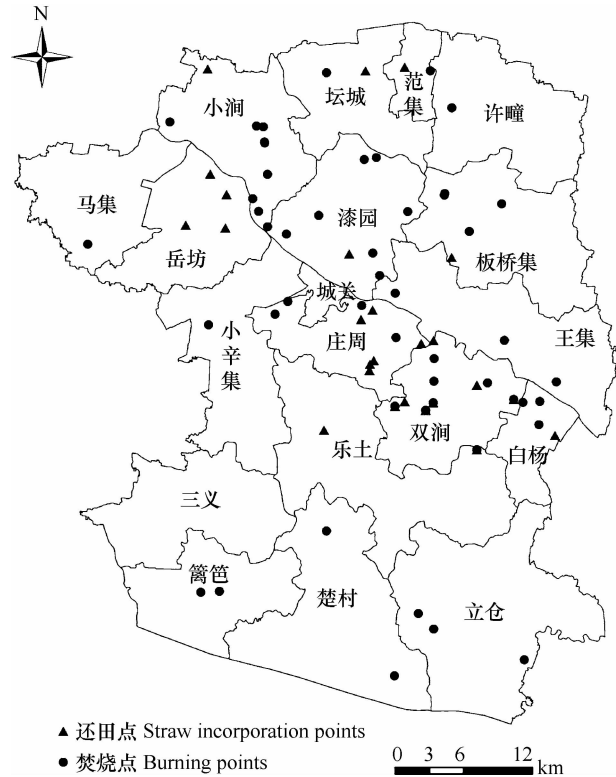 N
坛城
范集
小涧
许疃
马集
漆园
岳坊
板桥集
城关
小辛集
庄周
王集
双涧
乐土
白杨
三义
篱笆
楚村
立仓
▲ 还田点 Straw incorporation points
● 焚烧点 Burning points
0 3 6 12
km